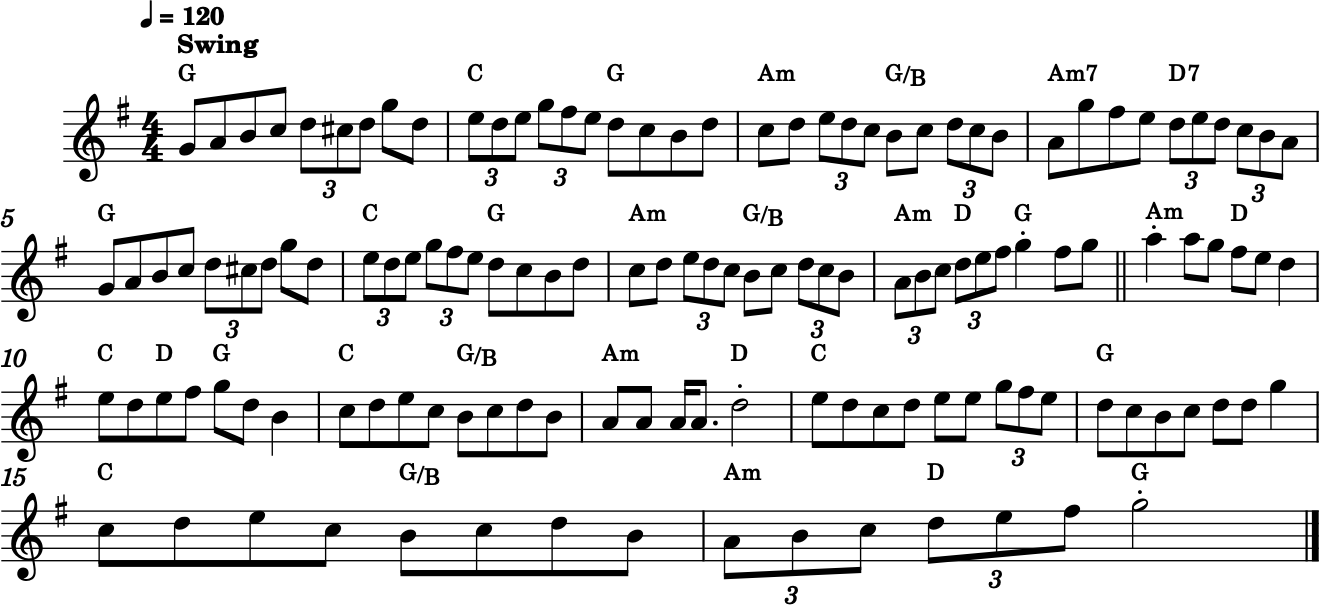 ♩ = 120
Swing
G C G Am G/B Am7 D7
4
4
3 3 3 3 3 3 3
5 G C G Am G/B Am D G Am D
3 3 3 3 3 3 3
10 C D G C G/B Am D C G
3
15 C G/B Am D G
3 3